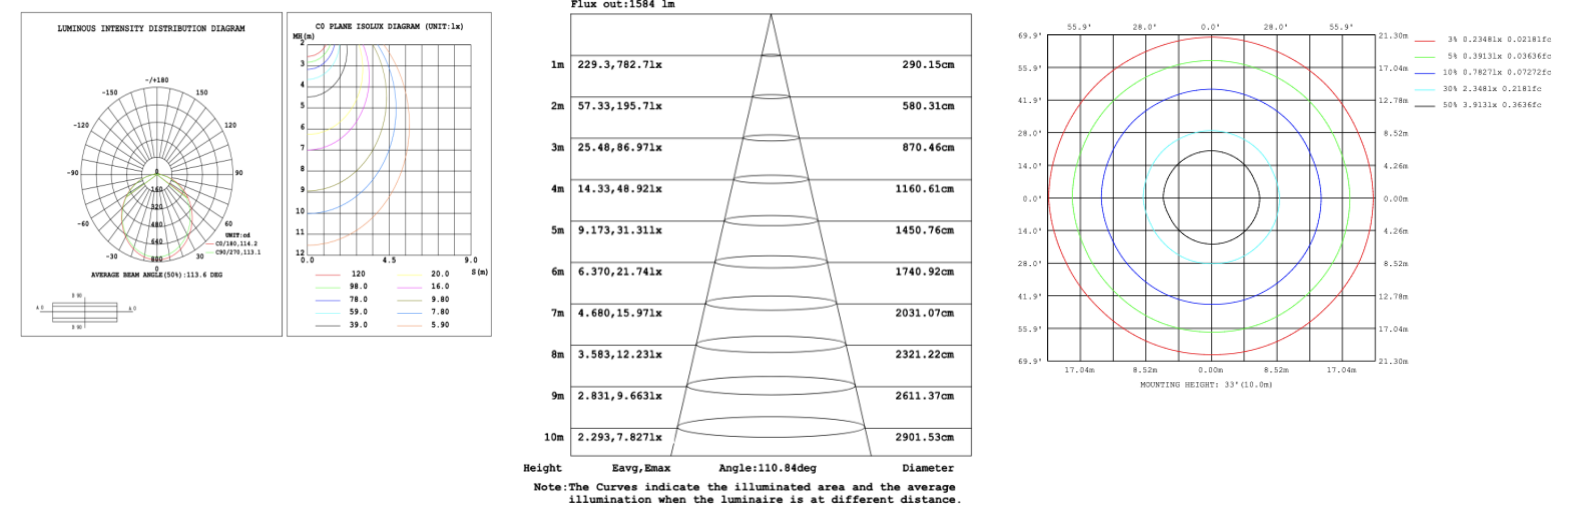 LUMINOUS INTENSITY DISTRIBUTION DIAGRAM
-/+180
-150 150
-120 120
-90 90
-60 60
-30 30
0
0
160
320
480
640
800
UNIT:cd
C0/180,114.2
C90/270,113.1
AVERAGE BEAM ANGLE(50%):113.6 DEG
C0 PLANE ISOLUX DIAGRAM (UNIT:lx)
MH(m)
2
3
4
5
6
7
8
9
10
11
12
0.0 4.5 9.0
S(m)
120 20.0
98.0 16.0
78.0 9.80
59.0 7.80
39.0 5.90
Flux out:1584 lm
1m 229.3,782.7lx 290.15cm
2m 57.33,195.7lx 580.31cm
3m 25.48,86.97lx 870.46cm
4m 14.33,48.92lx 1160.61cm
5m 9.173,31.31lx 1450.76cm
6m 6.370,21.74lx 1740.92cm
7m 4.680,15.97lx 2031.07cm
8m 3.583,12.23lx 2321.22cm
9m 2.831,9.663lx 2611.37cm
10m 2.293,7.827lx 2901.53cm
Height Eavg,Emax Angle:110.84deg Diameter
Note:The Curves indicate the illuminated area and the average
illumination when the luminaire is at different distance.
55.9° 28.0° 0.0° 28.0° 55.9°
69.9° 21.30m
55.9° 17.04m
41.9° 12.78m
28.0° 8.52m
14.0° 4.26m
0.0° 0.00m
14.0° 4.26m
28.0° 8.52m
41.9° 12.78m
55.9° 17.04m
69.9° 21.30m
17.04m 8.52m 0.00m 8.52m 17.04m
MOUNTING HEIGHT: 33'(10.0m)
3% 0.2348lx 0.02181fc
5% 0.3913lx 0.03636fc
10% 0.7827lx 0.07272fc
30% 2.348lx 0.2181fc
50% 3.913lx 0.3636fc